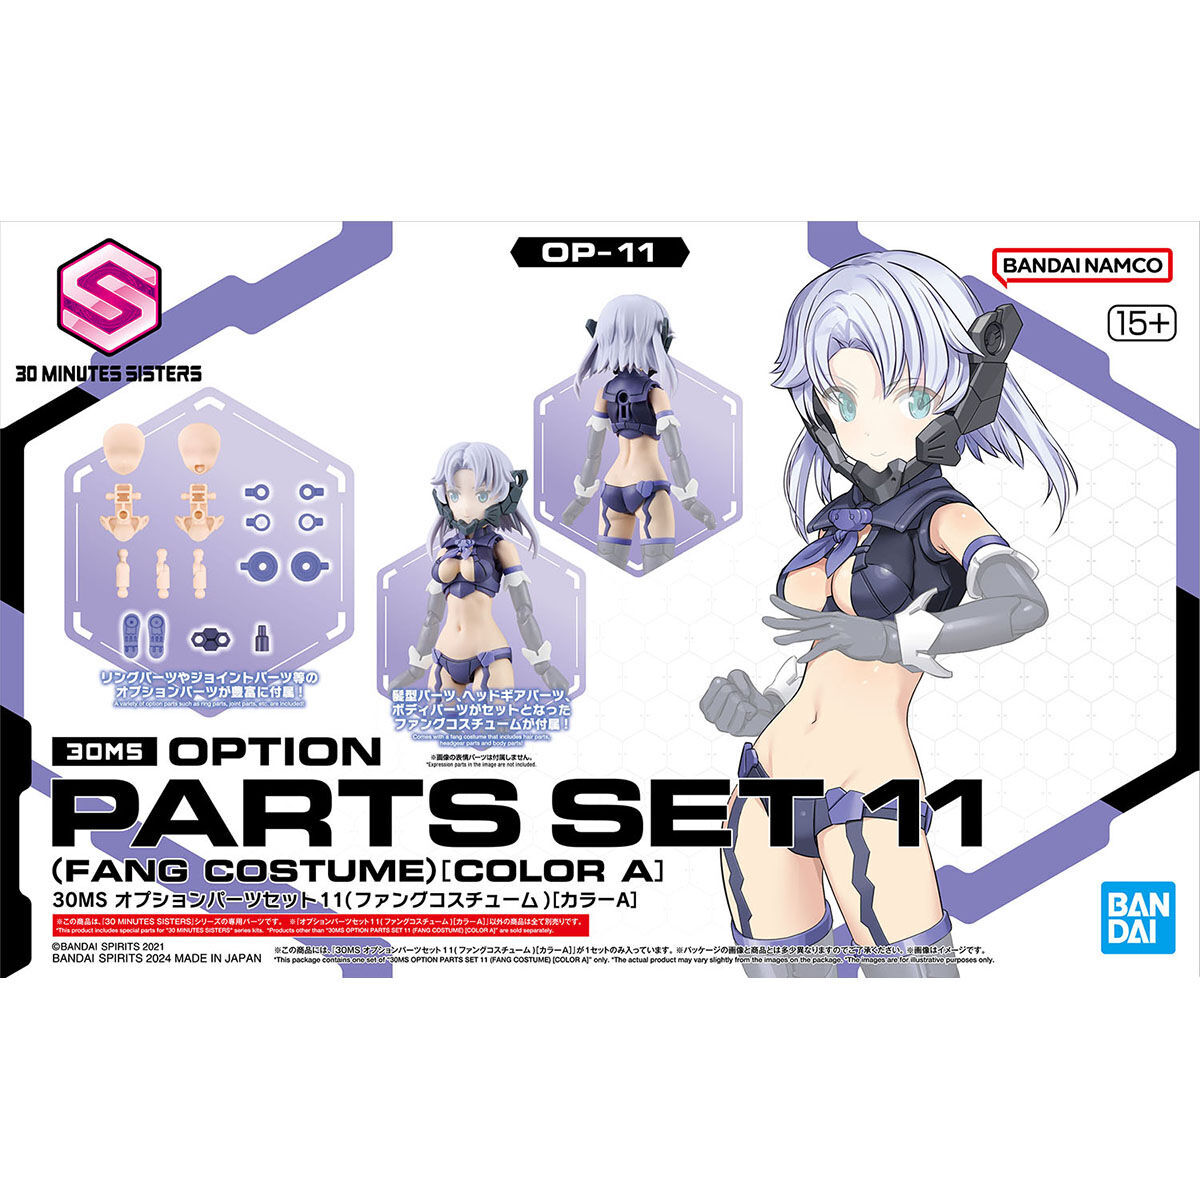 OP-11
BANDAI NAMCO
15+
30 MINUTES SISTERS
リングパーツやジョイントパーツ等の
オプションパーツが豊富に付属！
A variety of option parts such as ring parts, joint parts, etc. are included!
髪型パーツ、ヘッドギアパーツ、
ボディパーツがセットとなった
ファングコスチュームが付属！
Comes with a fang costume that includes hair parts,
headgear parts and body parts!
※画像の表情パーツは付属しません。
*Expression parts in the image are not included.
30MS OPTION
PARTS SET 11
(FANG COSTUME)[COLOR A]
30MS オプションパーツセット11(ファングコスチューム)[カラーA]
※この商品は、「30 MINUTES SISTERS」シリーズの専用パーツです。 ※「オプションパーツセット11(ファングコスチューム)[カラーA]」以外の商品は全て別売りです。
*This product includes special parts for "30 MINUTES SISTERS" series kits. *Products other than "30MS OPTION PARTS SET 11 (FANG COSTUME) [COLOR A]" are sold separately.
©BANDAI SPIRITS 2021
BANDAI SPIRITS 2024 MADE IN JAPAN
※この商品には、「30MS オプションパーツセット11(ファングコスチューム)[カラーA]」が1セットのみ入っています。※パッケージの画像と商品とは多少異なりますのでご了承ください。※画像はイメージです。
*This package contains one set of "30MS OPTION PARTS SET 11 (FANG COSTUME) [COLOR A]" only. *The actual product may vary slightly from the images on the package. *The images are for illustrative purposes only.
BAN
DAI